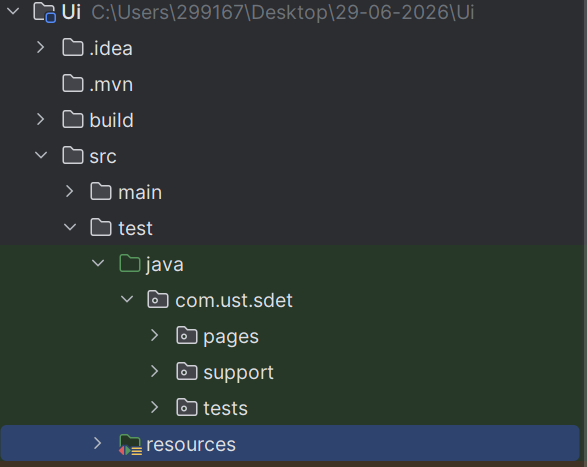 Ui C:\Users\299167\Desktop\29-06-2026\Ui
.idea
.mvn
build
src
main
test
java
com.ust.sdet
pages
support
tests
resources